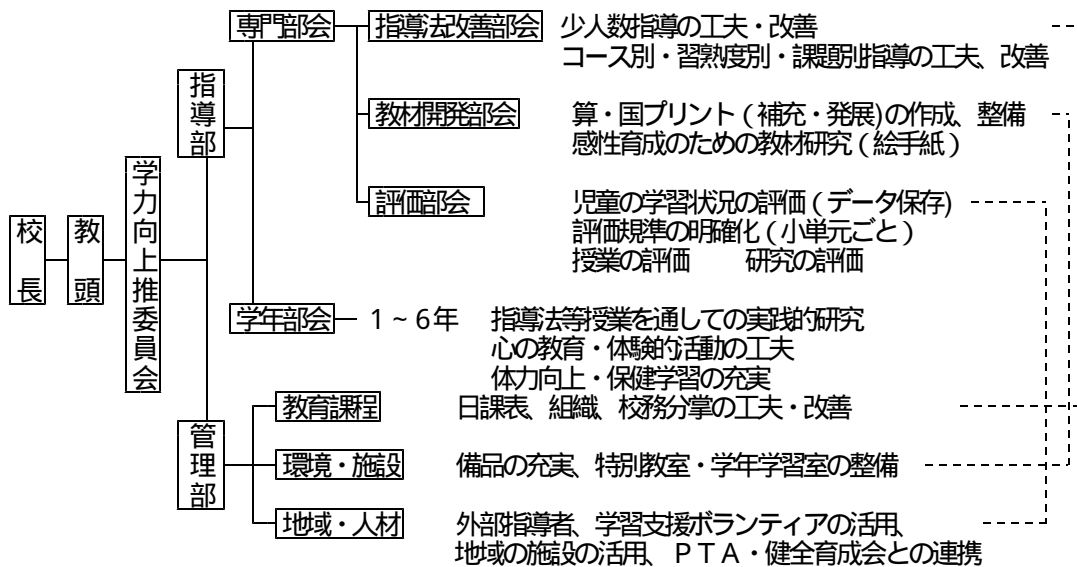 校長
教頭
学力向上推委員会
指導部
専門部会
指導法改善部会 少人数指導の工夫・改善
コース別・習熟度別・課題別指導の工夫、改善
教材開発部会 算・国プリント(補充・発展)の作成、整備
感性育成のための教材研究(絵手紙)
評価部会 児童の学習状況の評価(データ保存)
評価規準の明確化(小単元ごと)
授業の評価 研究の評価
学年部会 1~6年 指導法等授業を通しての実践的研究
心の教育・体験的活動の工夫
体力向上・保健学習の充実
管理部
教育課程 日課表、組織、校務分掌の工夫・改善
環境・施設 備品の充実、特別教室・学年学習室の整備
地域・人材 外部指導者、学習支援ボランティアの活用、
地域の施設の活用、PTA・健全育成会との連携